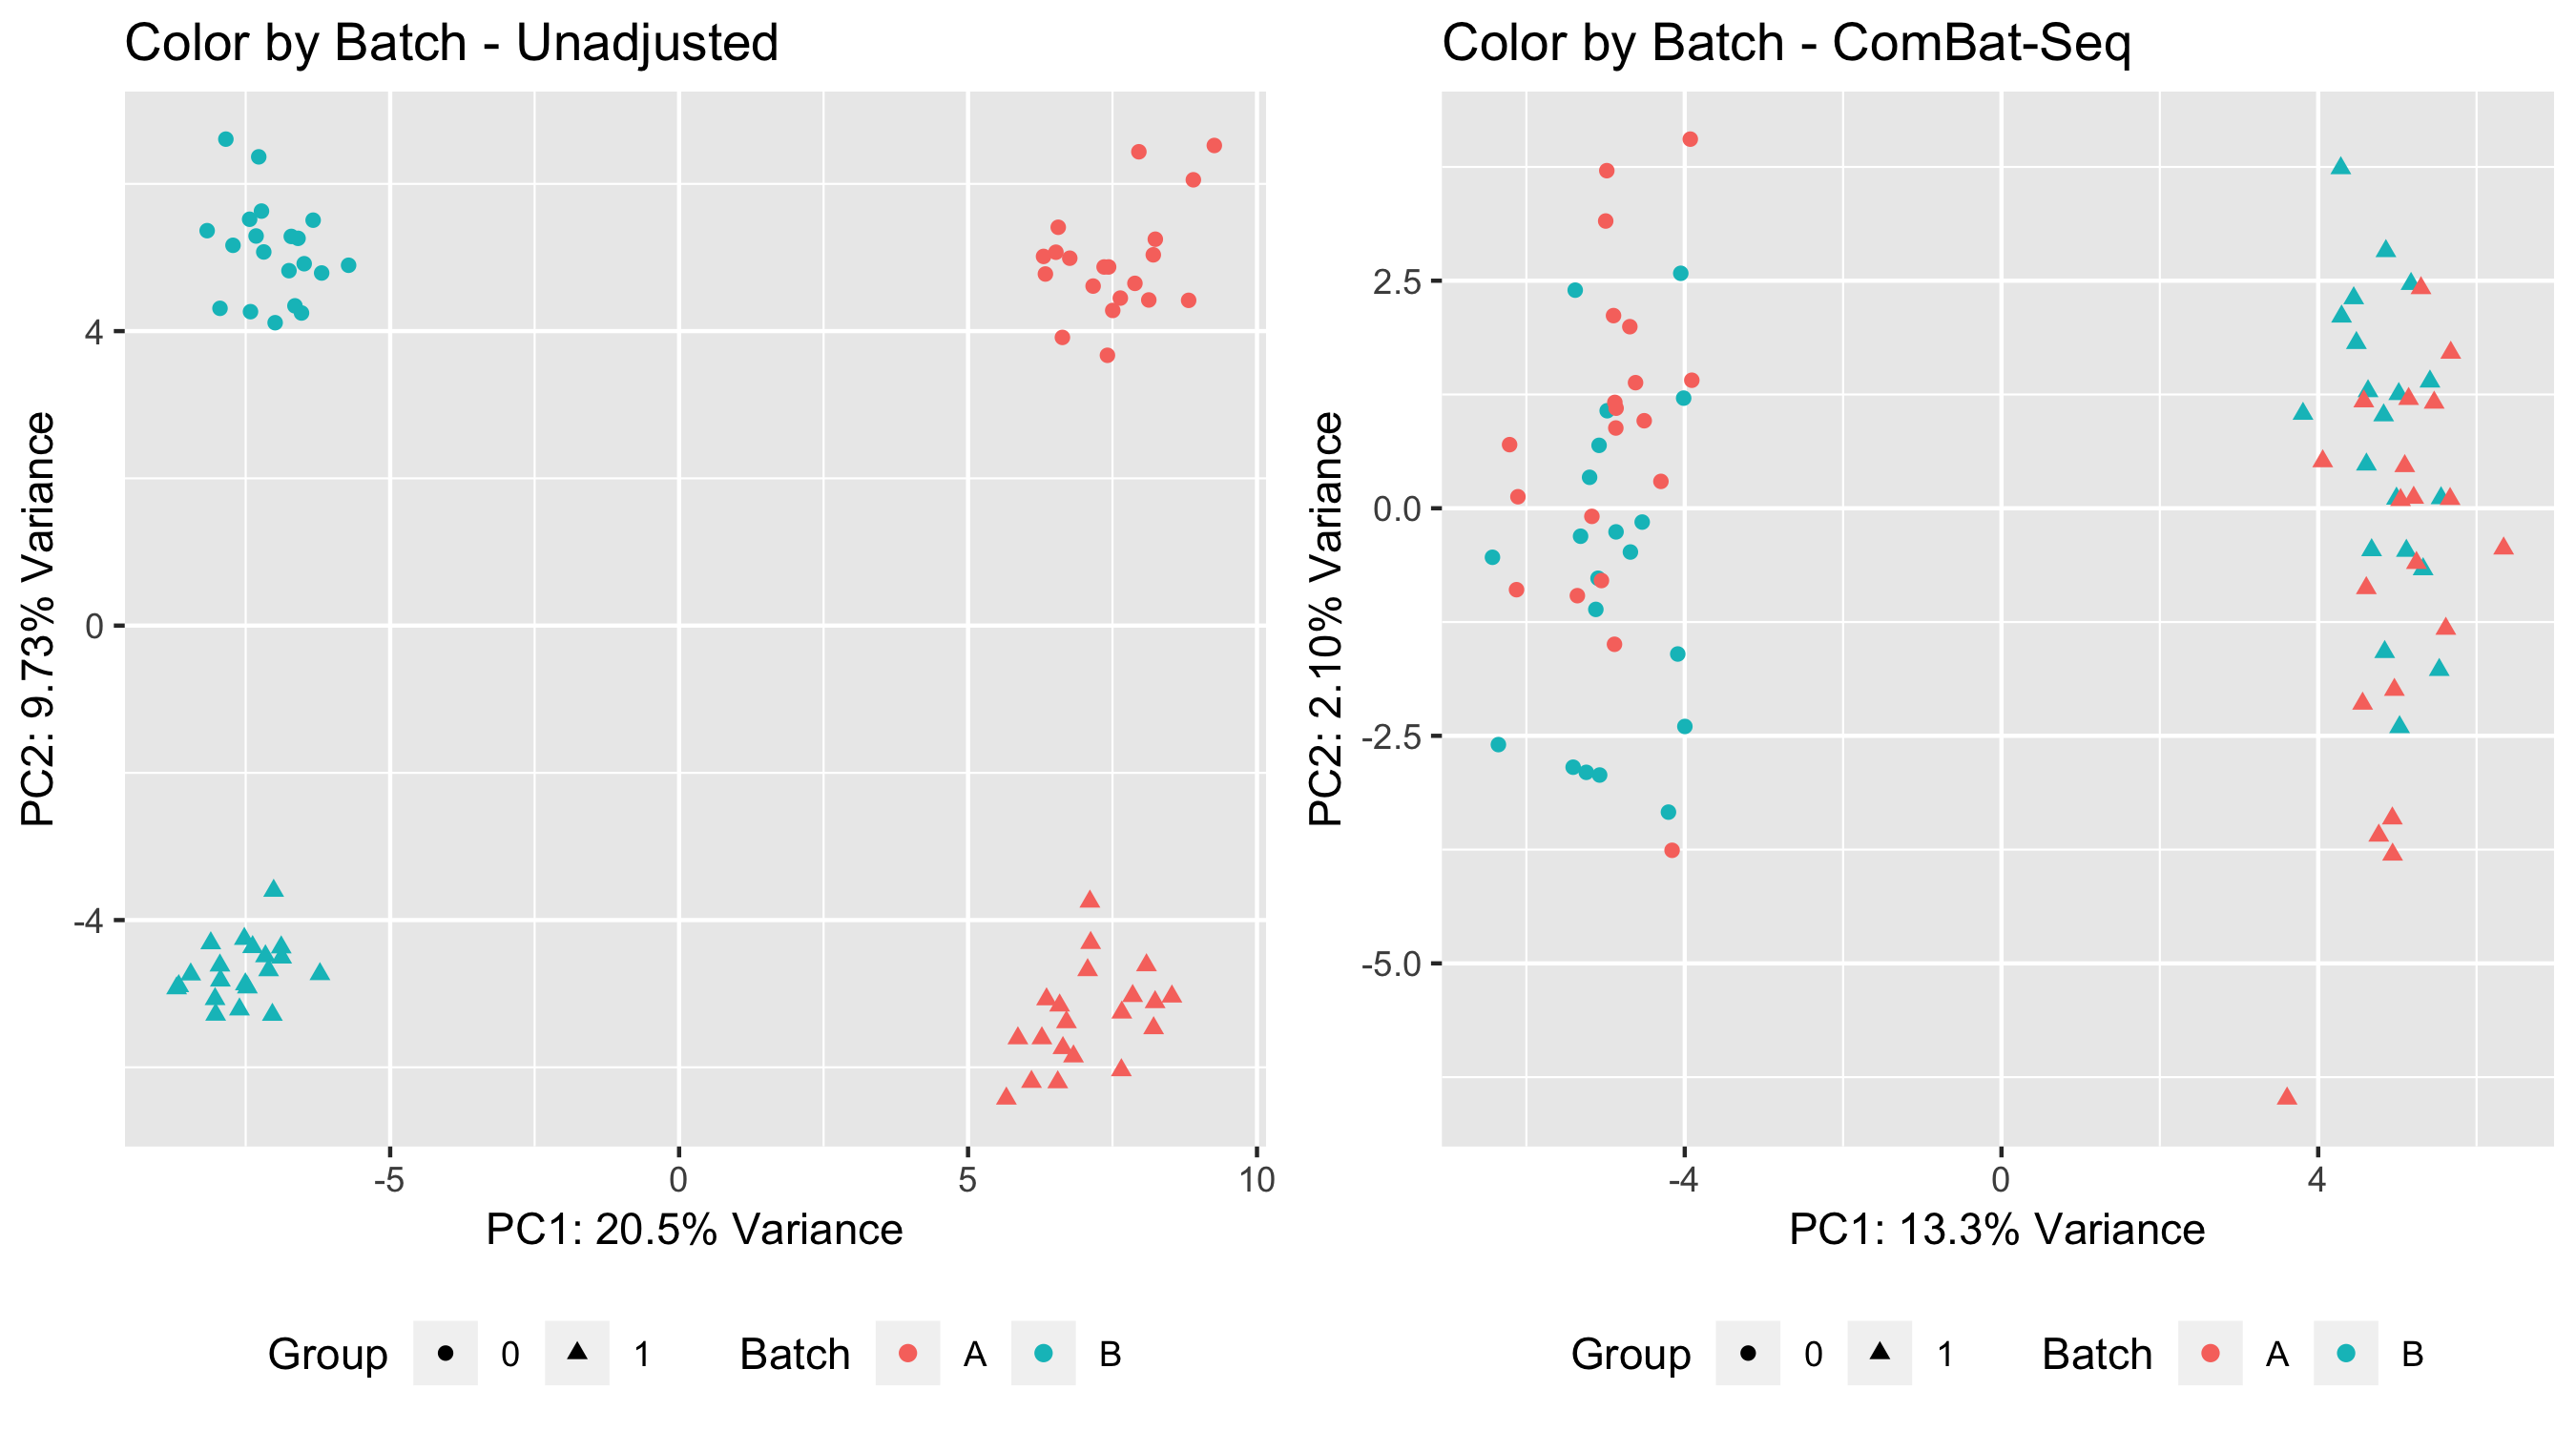 Color by Batch - Unadjusted
PC2: 9.73% Variance
4
0
-4
-5
0
5
10
PC1: 20.5% Variance
Group 0 1 Batch A B
Color by Batch - ComBat-Seq
PC2: 2.10% Variance
2.5
0.0
-2.5
-5.0
-4
0
4
PC1: 13.3% Variance
Group 0 1 Batch A B